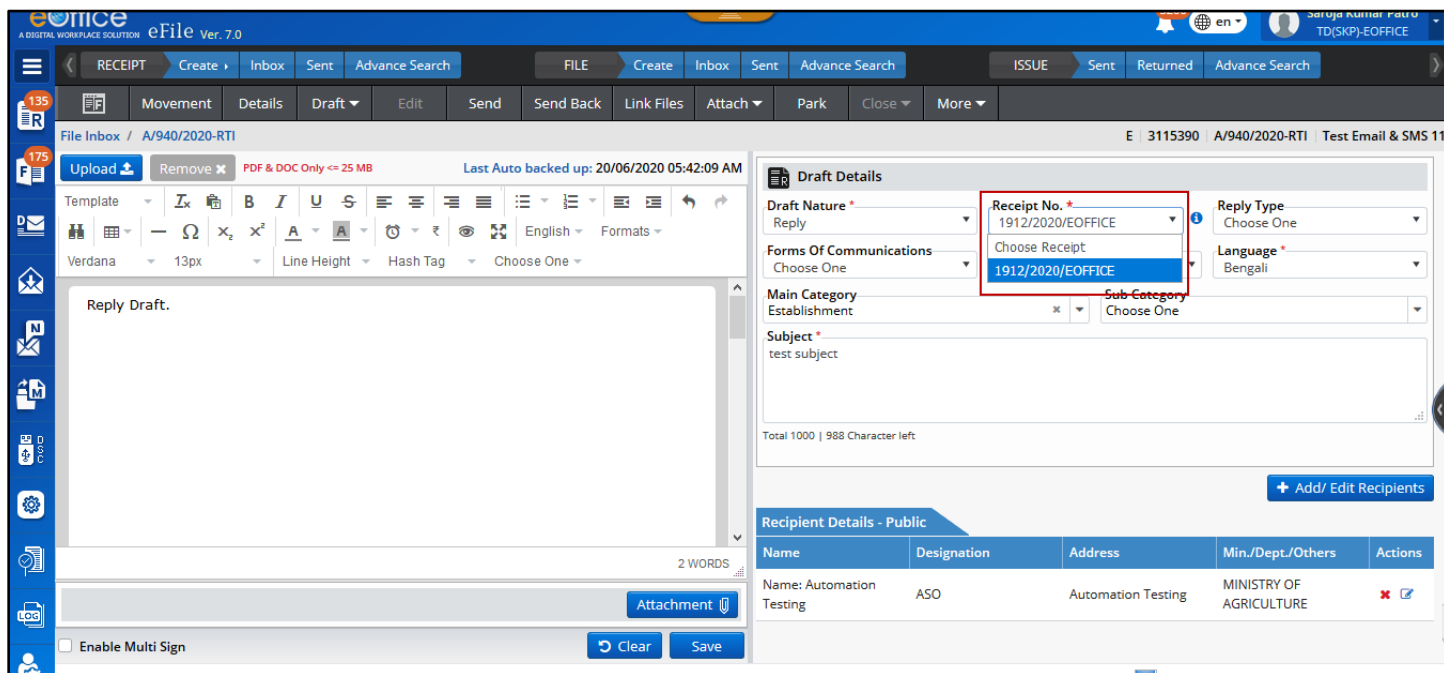 eOffice
A DIGITAL WORKPLACE SOLUTION eFile Ver. 7.0
en
Saroja Kumar Patro
TD(SKP)-EOFFICE
RECEIPT Create Inbox Sent Advance Search FILE Create Inbox Sent Advance Search ISSUE Sent Returned Advance Search
135
R
Movement Details Draft Edit Send Send Back Link Files Attach Park Close More
File Inbox / A/940/2020-RTI E 3115390 A/940/2020-RTI Test Email & SMS 11
175
F
Upload Remove PDF & DOC Only <= 25 MB Last Auto backed up: 20/06/2020 05:42:09 AM
Template
English Formats
Verdana 13px Line Height Hash Tag Choose One
Reply Draft.
2 WORDS
Attachment
Enable Multi Sign Clear Save
D
N
M
DSC
LOG
Draft Details
Draft Nature * Receipt No. * Reply Type
Reply 1912/2020/EOFFICE Choose One
Choose Receipt
1912/2020/EOFFICE
Forms Of Communications Language *
Choose One Bengali
Main Category Sub Category
Establishment Choose One
Subject *
test subject
Total 1000 | 988 Character left
+ Add/ Edit Recipients
Recipient Details - Public
Name Designation Address Min./Dept./Others Actions
Name: Automation Testing ASO Automation Testing MINISTRY OF AGRICULTURE